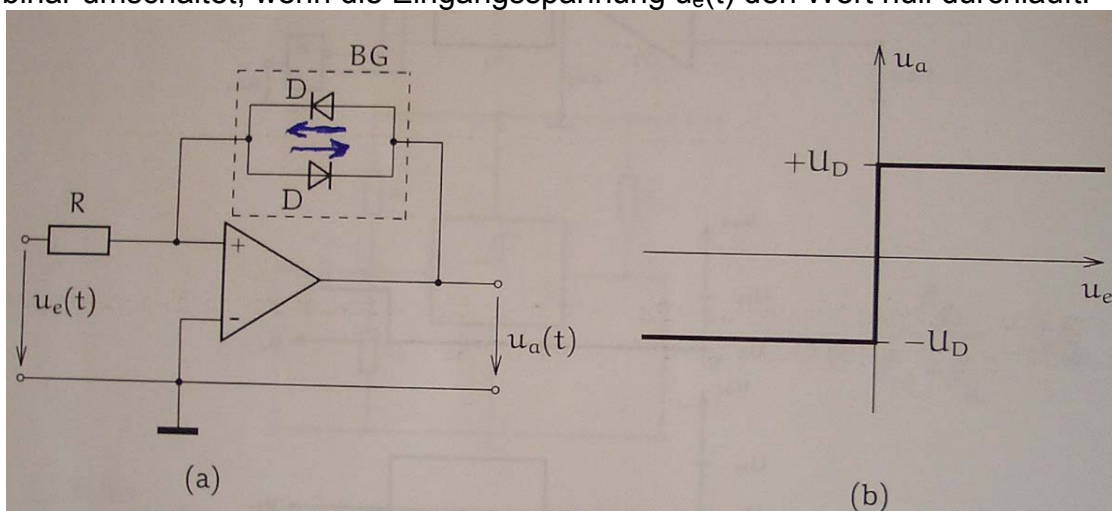 binär umschaltet, wenn die Eingangsspannung uₑ(t) den Wert null durchläuft.
BG
D
D
R
+
-
uₑ(t)
uₐ(t)
(a)
uₐ
+U_D
uₑ
-U_D
(b)